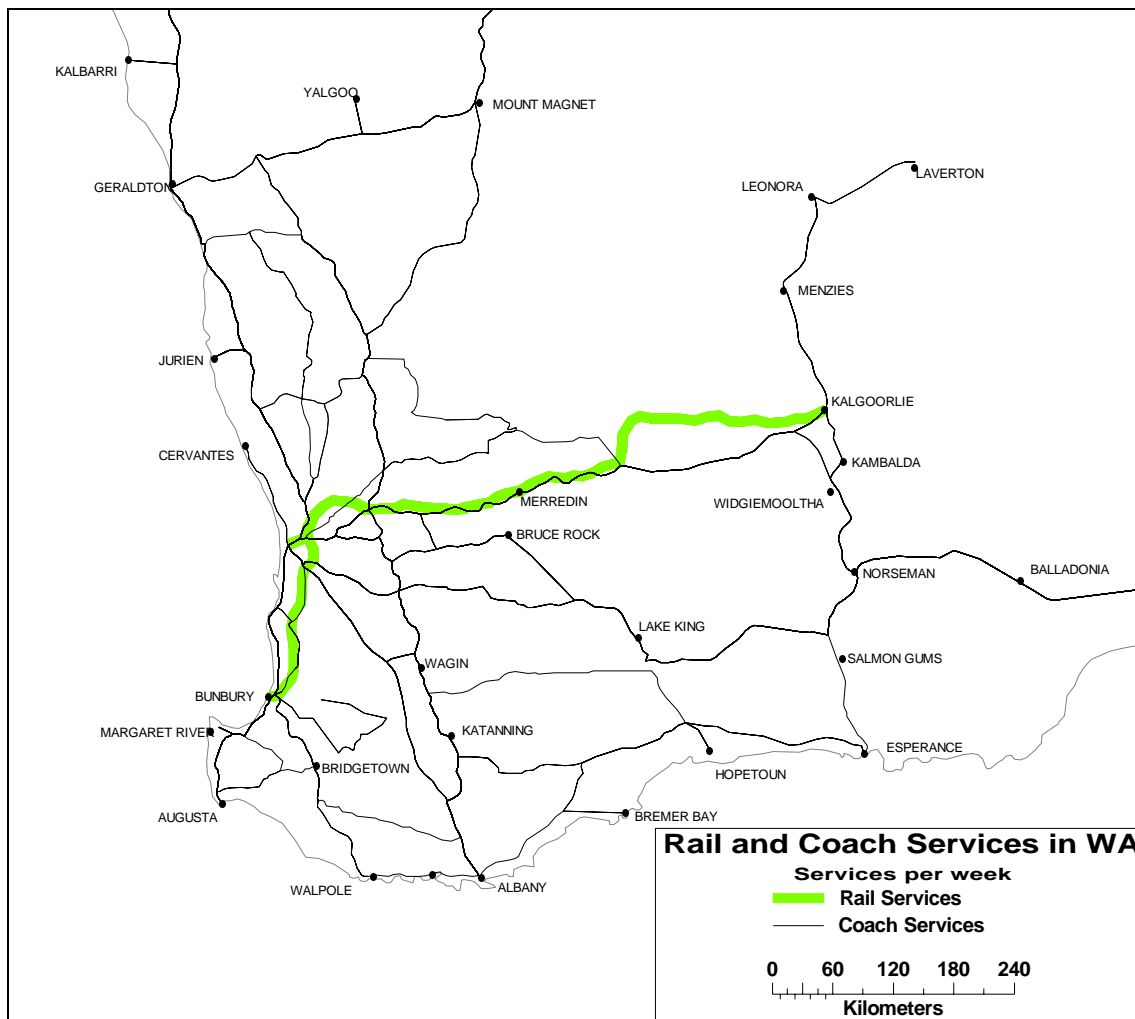 KALBARRI
YALGOO
MOUNT MAGNET
GERALDTON
LAVERTON
LEONORA
MENZIES
JURIEN
KALGOORLIE
CERVANTES
KAMBALDA
MERREDIN
WIDGIEMOOLTHA
BRUCE ROCK
NORSEMAN
BALLADONIA
LAKE KING
WAGIN
SALMON GUMS
BUNBURY
MARGARET RIVER
KATANNING
BRIDGETOWN
ESPERANCE
HOPETOUN
AUGUSTA
BREMER BAY
WALPOLE
ALBANY
Rail and Coach Services in WA
Services per week
Rail Services
Coach Services
0 60 120 180 240
Kilometers